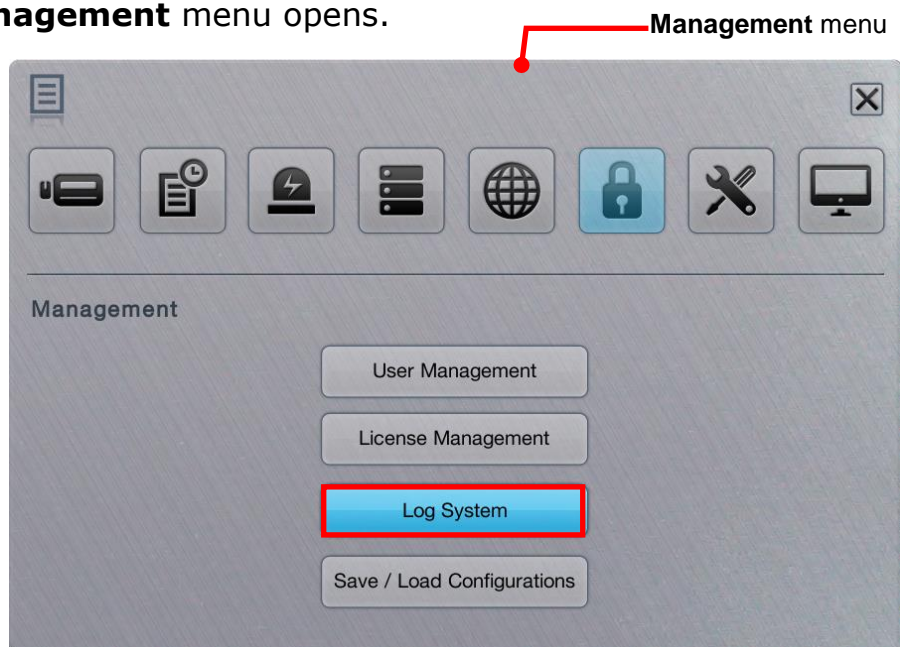 nagement menu opens.
Management menu
Management
User Management
License Management
Log System
Save / Load Configurations